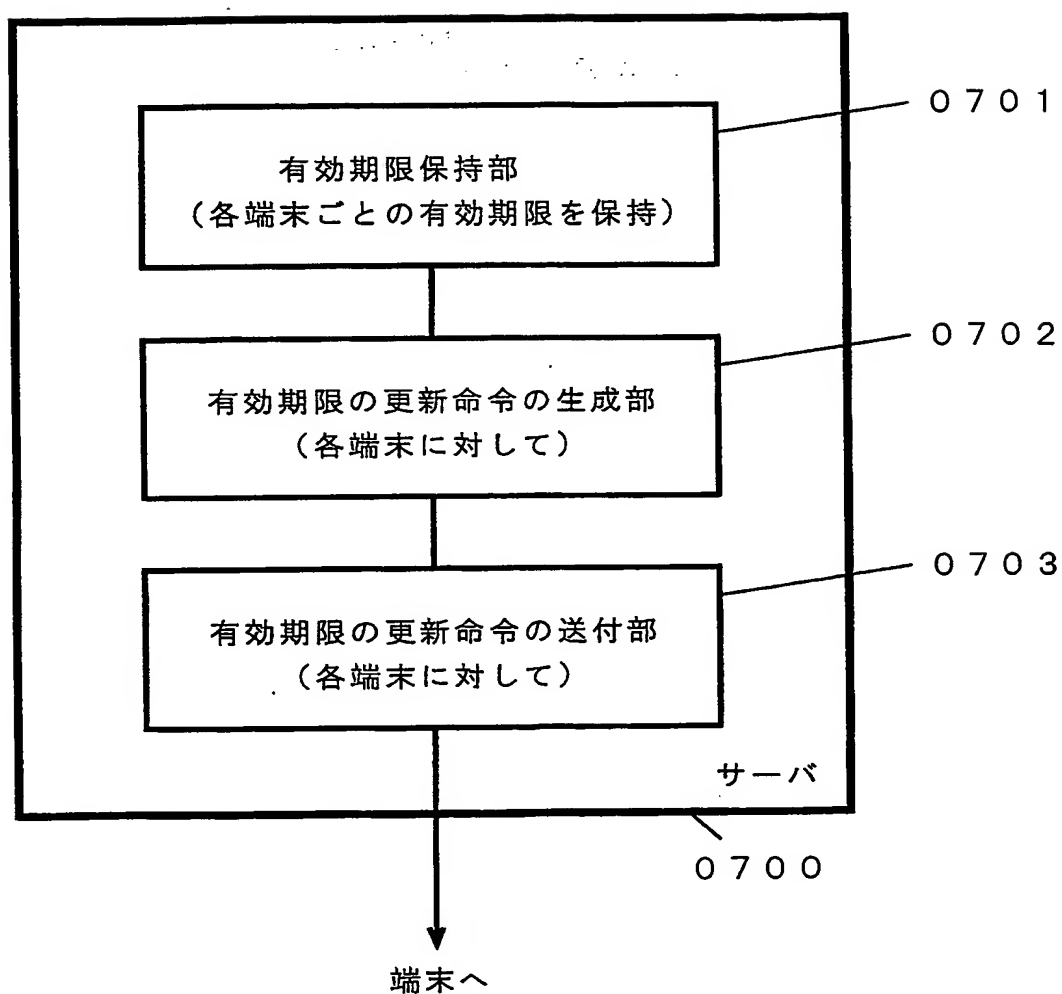 0701
有効期限保持部
(各端末ごとの有効期限を保持)
0702
有効期限の更新命令の生成部
(各端末に対して)
0703
有効期限の更新命令の送付部
(各端末に対して)
サーバ
0700
端末へ